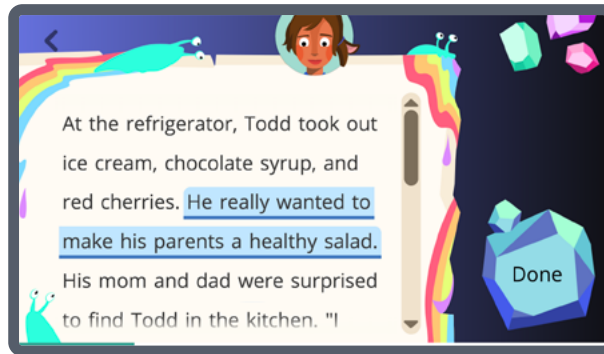 At the refrigerator, Todd took out
ice cream, chocolate syrup, and
red cherries. He really wanted to
make his parents a healthy salad.
His mom and dad were surprised
to find Todd in the kitchen. "I
Done